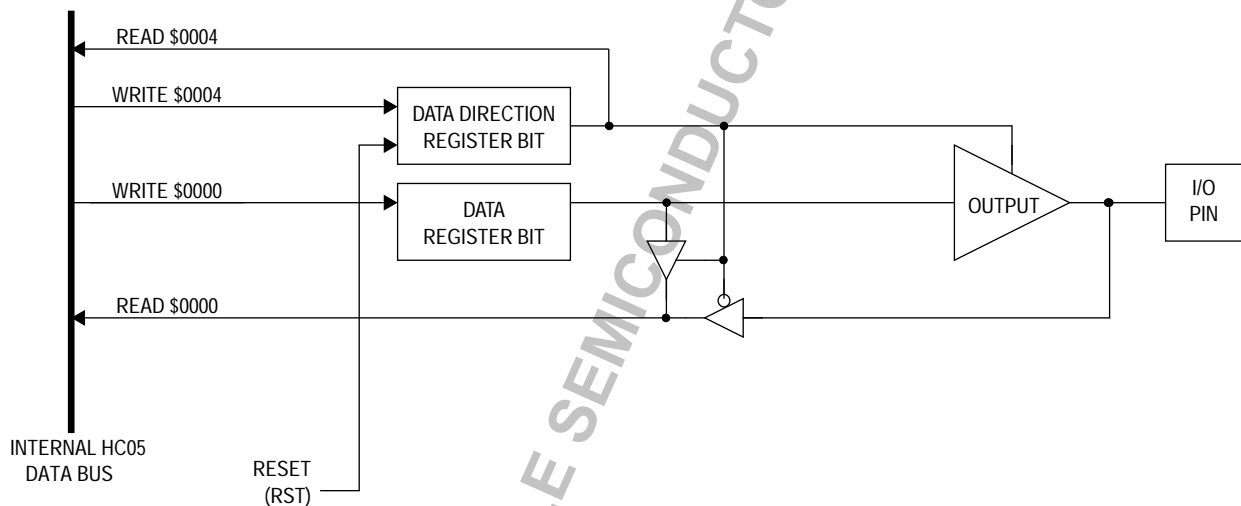 READ $0004
WRITE $0004
DATA DIRECTION
REGISTER BIT
WRITE $0000
DATA
REGISTER BIT
OUTPUT
I/O
PIN
READ $0000
INTERNAL HC05
DATA BUS
RESET
(RST)
E SEMICONDUCTO